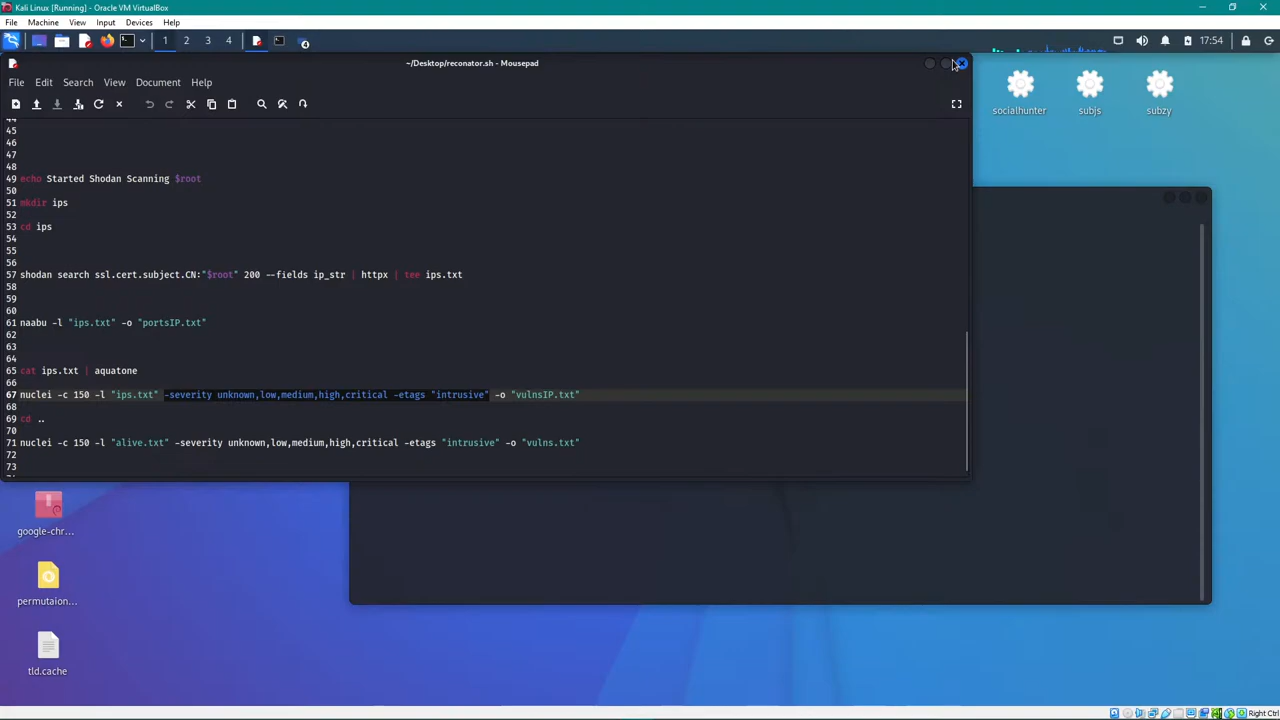 Kali Linux [Running] - Oracle VM VirtualBox
File Machine View Input Devices Help
1 2 3 4
17:54
~/Desktop/reconator.sh - Mousepad
File Edit Search View Document Help
44
45
46
47
48
49 echo Started Shodan Scanning $root
50
51 mkdir ips
52
53 cd ips
54
55
56
57 shodan search ssl.cert.subject.CN:"$root" 200 --fields ip_str | httpx | tee ips.txt
58
59
60
61 naabu -l "ips.txt" -o "portsIP.txt"
62
63
64
65 cat ips.txt | aquatone
66
67 nuclei -c 150 -l "ips.txt" -severity unknown,low,medium,high,critical -etags "intrusive" -o "vulnsIP.txt"
68
69 cd ..
70
71 nuclei -c 150 -l "alive.txt" -severity unknown,low,medium,high,critical -etags "intrusive" -o "vulns.txt"
72
73
socialhunter
subjs
subzy
google-chr...
permutaion...
tld.cache
Right Ctrl